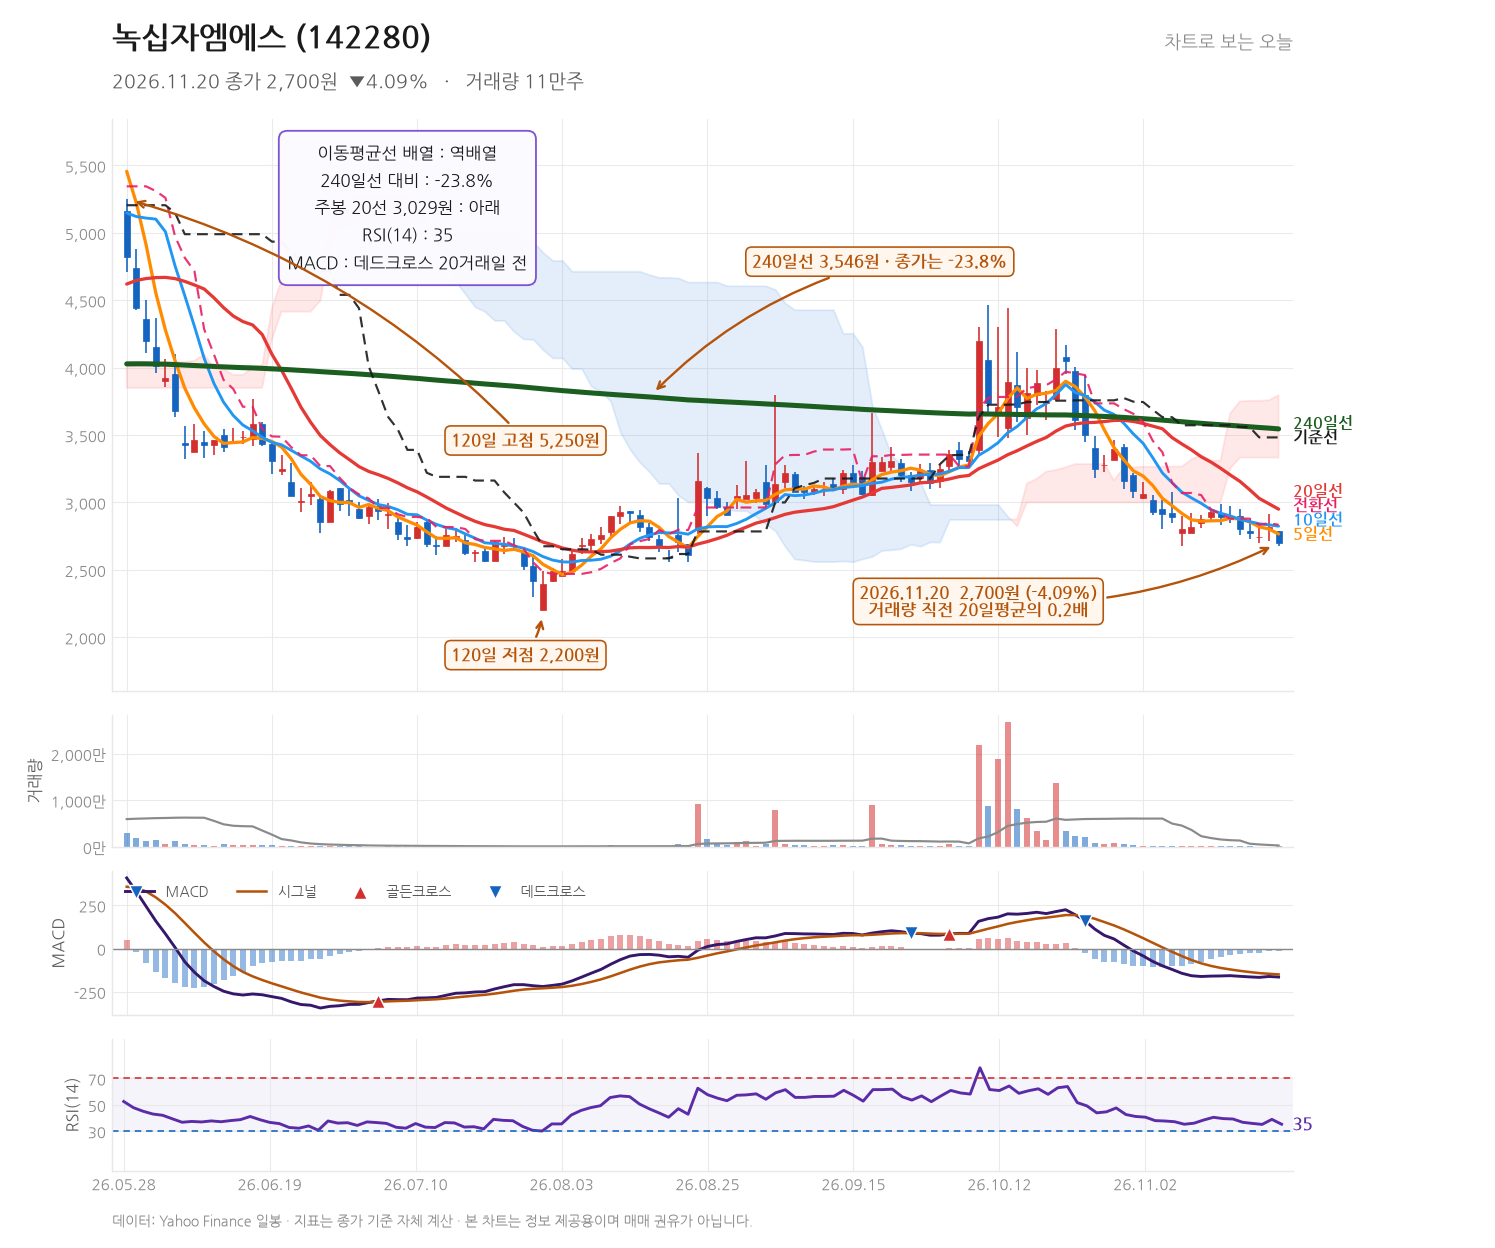 녹십자엠에스 (142280)
차트로 보는 오늘
2026.11.20 종가 2,700원 ▼4.09% · 거래량 11만주
이동평균선 배열 : 역배열
240일선 대비 : -23.8%
주봉 20선 3,029원 : 아래
RSI(14) : 35
MACD : 데드크로스 20거래일 전
240일선 3,546원 · 종가는 -23.8%
120일 고점 5,250원
120일 저점 2,200원
2026.11.20 2,700원 (-4.09%)
거래량 직전 20일평균의 0.2배
5,500
5,000
4,500
4,000
3,500
3,000
2,500
2,000
240일선
기준선
20일선
전환선
10일선
5일선
거래량
2,000만
1,000만
0만
MACD
MACD
시그널
▲ 골든크로스
▼ 데드크로스
250
0
-250
RSI(14)
70
50
30
35
26.05.28
26.06.19
26.07.10
26.08.03
26.08.25
26.09.15
26.10.12
26.11.02
데이터: Yahoo Finance 일봉 · 지표는 종가 기준 자체 계산 · 본 차트는 정보 제공용이며 매매 권유가 아닙니다.